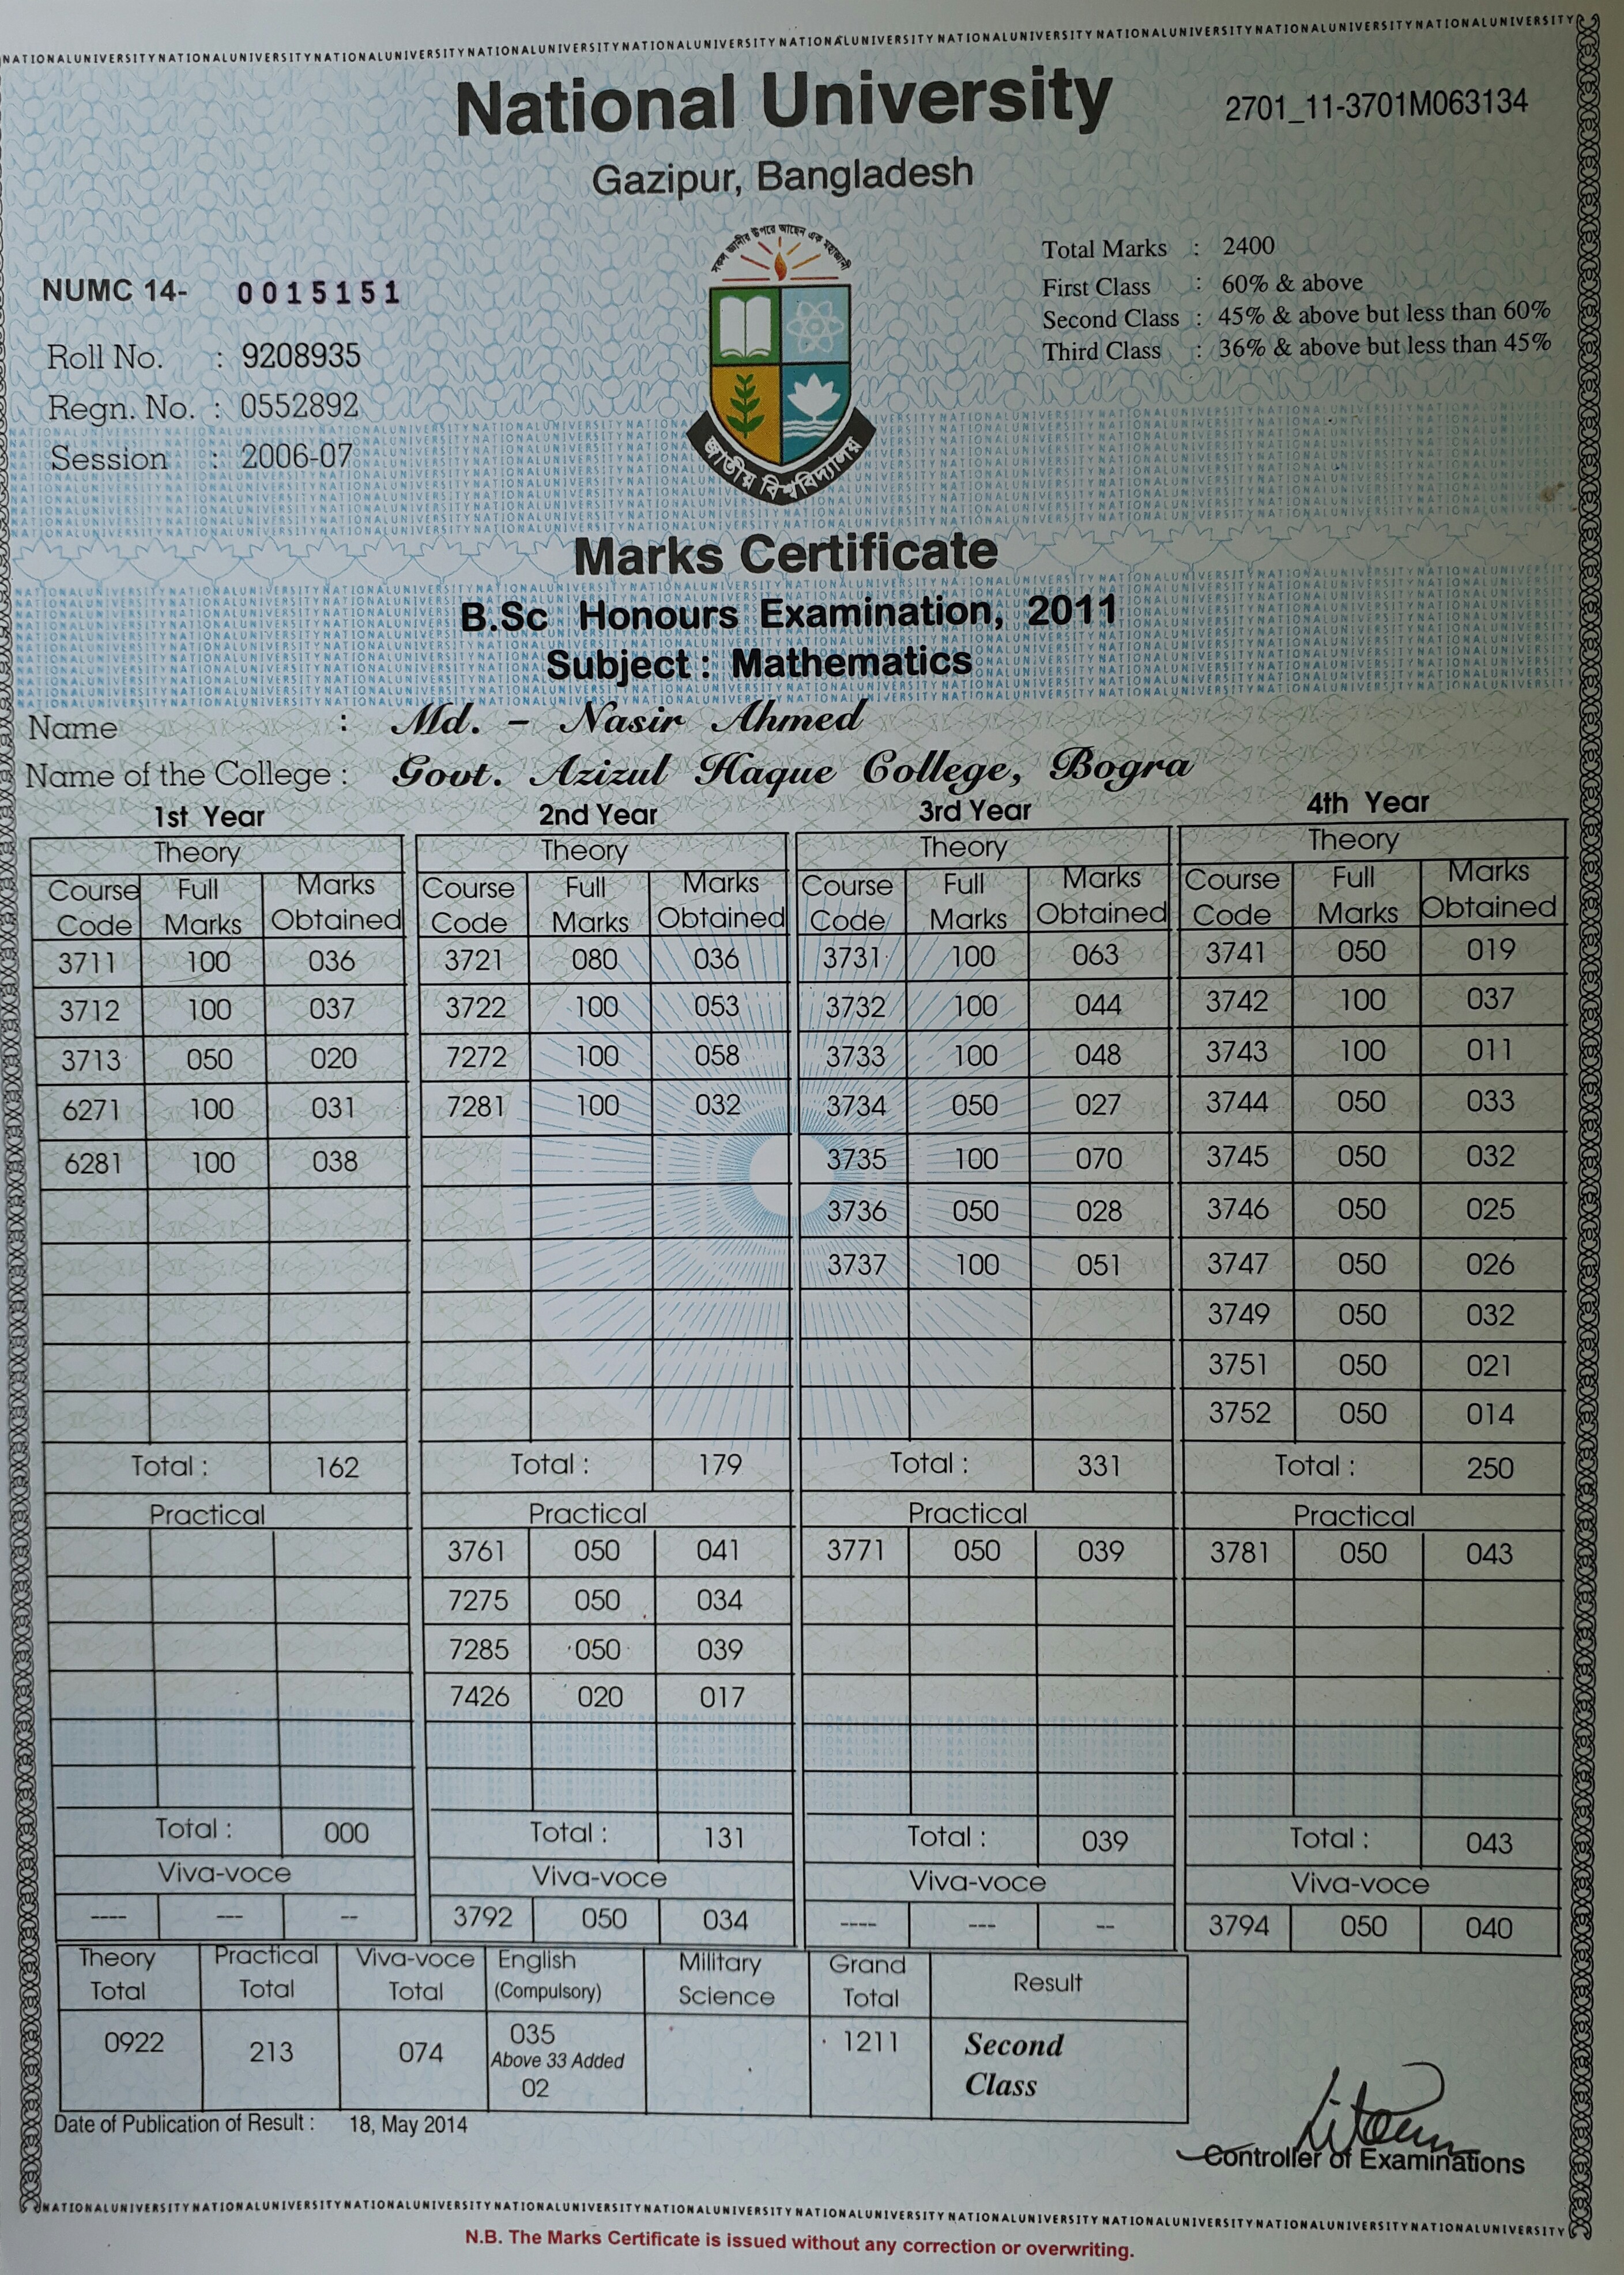 NATIONALUNIVERSITYNATIONALUNIVERSITYNATIONALUNIVERSITYNATIONALUNIVERSITYNATIONALUNIVERSITYNATIONALUNIVERSITYNATIONALUNIVERSITYNATIONALUNIVERSITYNATIONALUNIVERSITYNATIONALUNIVERSITY
National University
2701_11-3701M063134
Gazipur, Bangladesh
সকল জ্ঞানীর উপরে আছেন এক মহাজ্ঞানী
জাতীয় বিশ্ববিদ্যালয়
Total Marks : 2400
First Class : 60% & above
Second Class : 45% & above but less than 60%
Third Class : 36% & above but less than 45%
NUMC 14- 0015151
Roll No. : 9208935
Regn. No. : 0552892
Session : 2006-07
Marks Certificate
B.Sc Honours Examination, 2011
Subject : Mathematics
Name : Md. - Nasir Ahmed
Name of the College : Govt. Azizul Haque College, Bogra
1st Year 2nd Year 3rd Year 4th Year
Theory Theory Theory Theory
Course Full Marks Course Full Marks Course Full Marks Course Full Marks
Code Marks Obtained Code Marks Obtained Code Marks Obtained Code Marks Obtained
3711 100 036 3721 080 036 3731 100 063 3741 050 019
3712 100 037 3722 100 053 3732 100 044 3742 100 037
3713 050 020 7272 100 058 3733 100 048 3743 100 011
6271 100 031 7281 100 032 3734 050 027 3744 050 033
6281 100 038 3735 100 070 3745 050 032
3736 050 028 3746 050 025
3737 100 051 3747 050 026
3749 050 032
3751 050 021
3752 050 014
Total : 162 Total : 179 Total : 331 Total : 250
Practical Practical Practical Practical
3761 050 041 3771 050 039 3781 050 043
7275 050 034
7285 050 039
7426 020 017
Total : 000 Total : 131 Total : 039 Total : 043
Viva-voce Viva-voce Viva-voce Viva-voce
---- --- -- 3792 050 034 ---- --- -- 3794 050 040
Theory Practical Viva-voce English Military Grand Result
Total Total Total (Compulsory) Science Total
0922 213 074 035 1211 Second
Above 33 Added Class
02
Date of Publication of Result : 18, May 2014
Controller of Examinations
NATIONALUNIVERSITYNATIONALUNIVERSITYNATIONALUNIVERSITYNATIONALUNIVERSITYNATIONALUNIVERSITYNATIONALUNIVERSITYNATIONALUNIVERSITYNATIONALUNIVERSITYNATIONALUNIVERSITYNATIONALUNIVERSITY
N.B. The Marks Certificate is issued without any correction or overwriting.